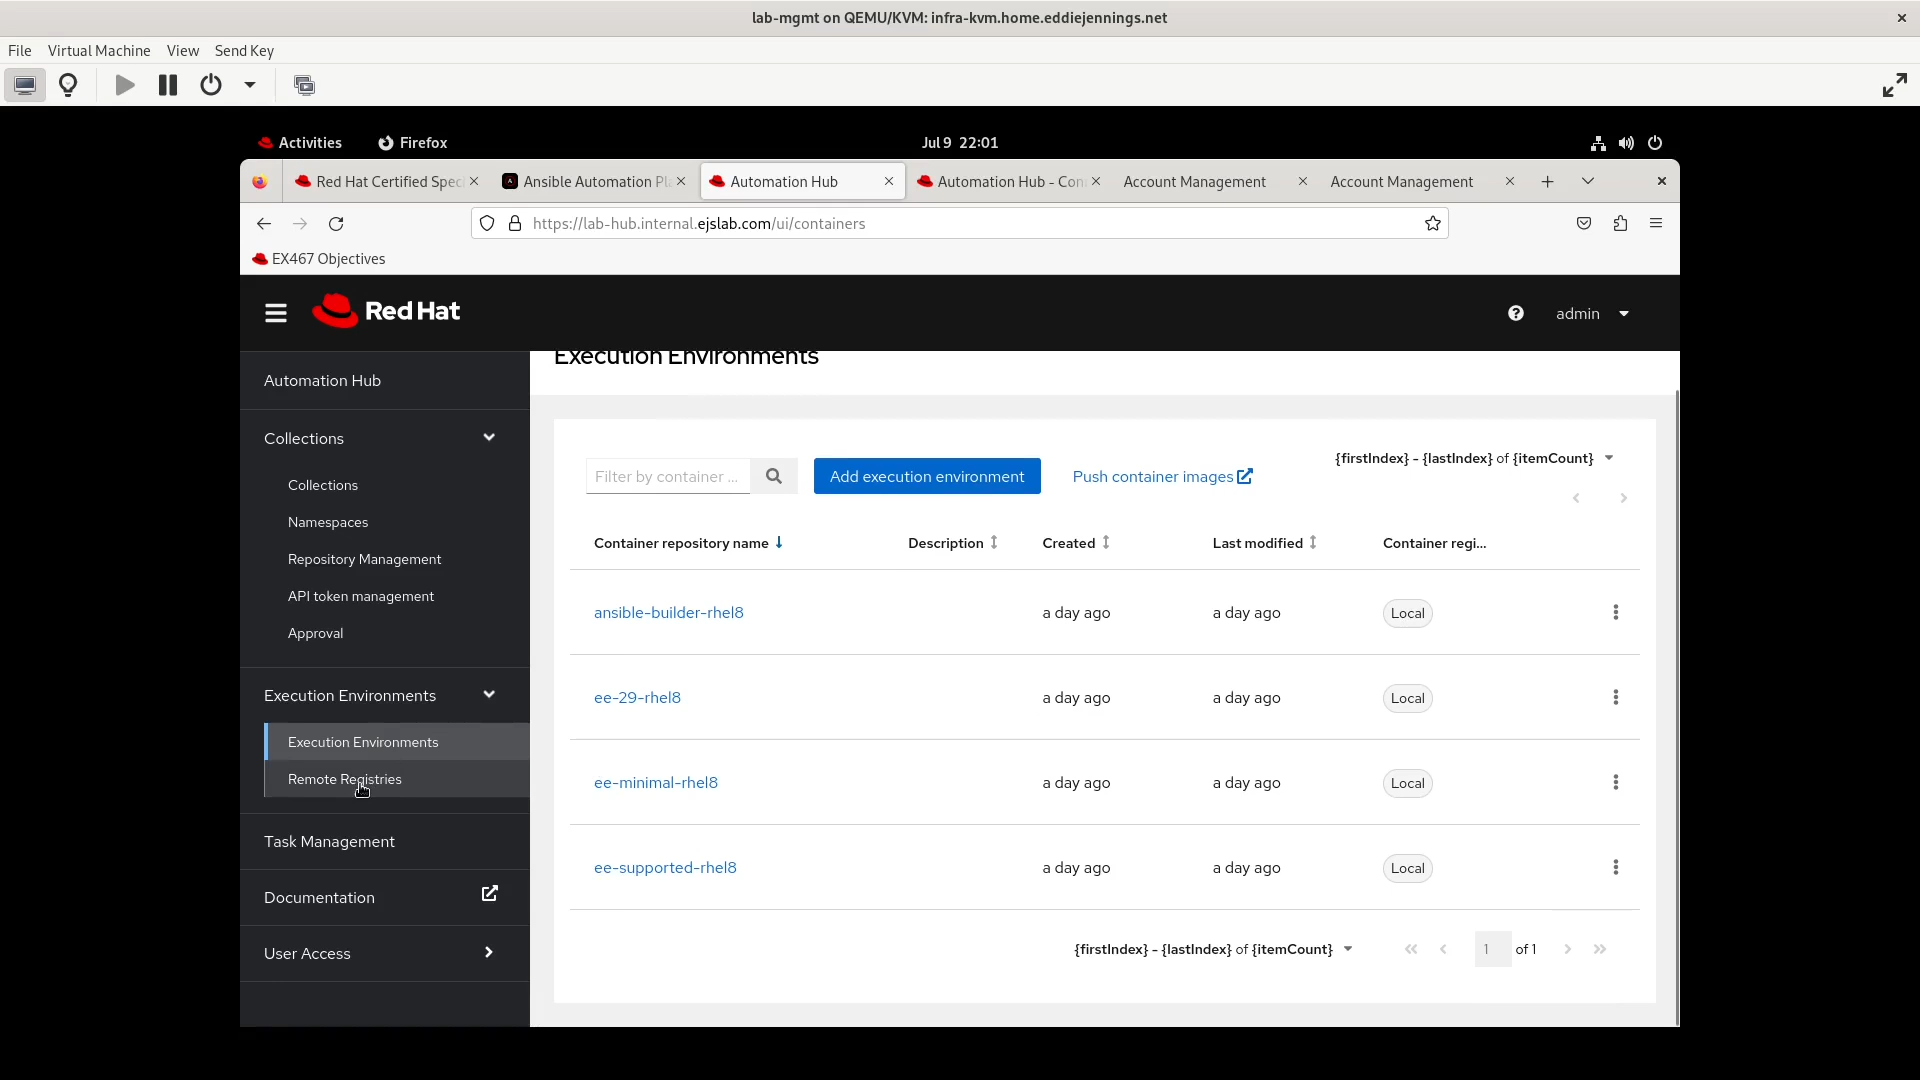 lab-mgmt on QEMU/KVM: infra-kvm.home.eddiejennings.net
File Virtual Machine View Send Key
Activities Firefox Jul 9 22:01
Red Hat Certified Spec Ansible Automation Pl Automation Hub Automation Hub - Con Account Management Account Management
https://lab-hub.internal.ejslab.com/ui/containers
EX467 Objectives
Red Hat admin
Automation Hub
Collections
Collections
Namespaces
Repository Management
API token management
Approval
Execution Environments
Execution Environments
Remote Registries
Task Management
Documentation
User Access
Execution Environments
Filter by container ... Add execution environment Push container images {firstIndex} - {lastIndex} of {itemCount}
Container repository name Description Created Last modified Container regi...
ansible-builder-rhel8 a day ago a day ago Local
ee-29-rhel8 a day ago a day ago Local
ee-minimal-rhel8 a day ago a day ago Local
ee-supported-rhel8 a day ago a day ago Local
{firstIndex} - {lastIndex} of {itemCount} 1 of 1